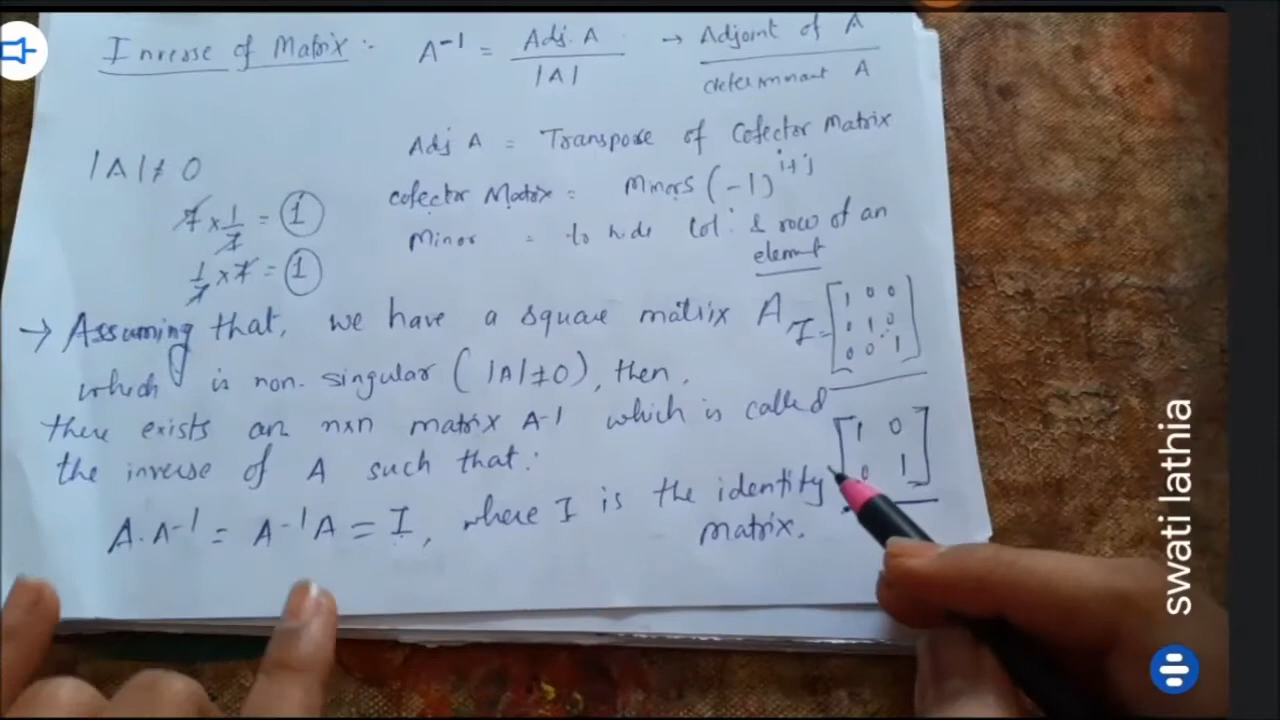 Inverse of Matrix :- A⁻¹ = Adj. A / |A| → Adjoint of A / determinant A
Adj A = Transpose of Cofector Matrix
|A| ≠ 0
cofector Matrix = Minors (-1)^i+j
7 x 1/7 = 1
Minor = to hide Col: & row of an element
1/7 x 7 = 1
→ Assuming that, we have a square matrix A
I = [1 0 0
0 1 0
0 0 1]
which is non-singular ( |A| ≠ 0), then,
there exists an nxn matrix A-1 which is called
[1 0
0 1]
the inverse of A such that:
A.A-1 = A-1A = I, where I is the identity
matrix.
swati lathia